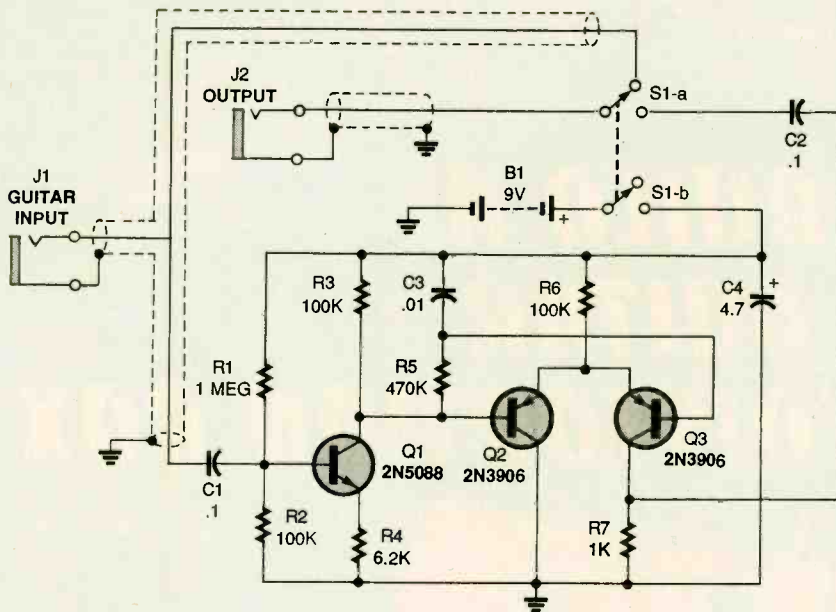 J2
OUTPUT
S1-a
C2
.1
J1
GUITAR
INPUT
B1
9V
+
S1-b
R3
100K
C3
.01
R6
100K
C4
4.7
+
R1
1 MEG
R5
470K
Q1
2N5088
Q2
2N3906
Q3
2N3906
C1
.1
R2
100K
R4
6.2K
R7
1K